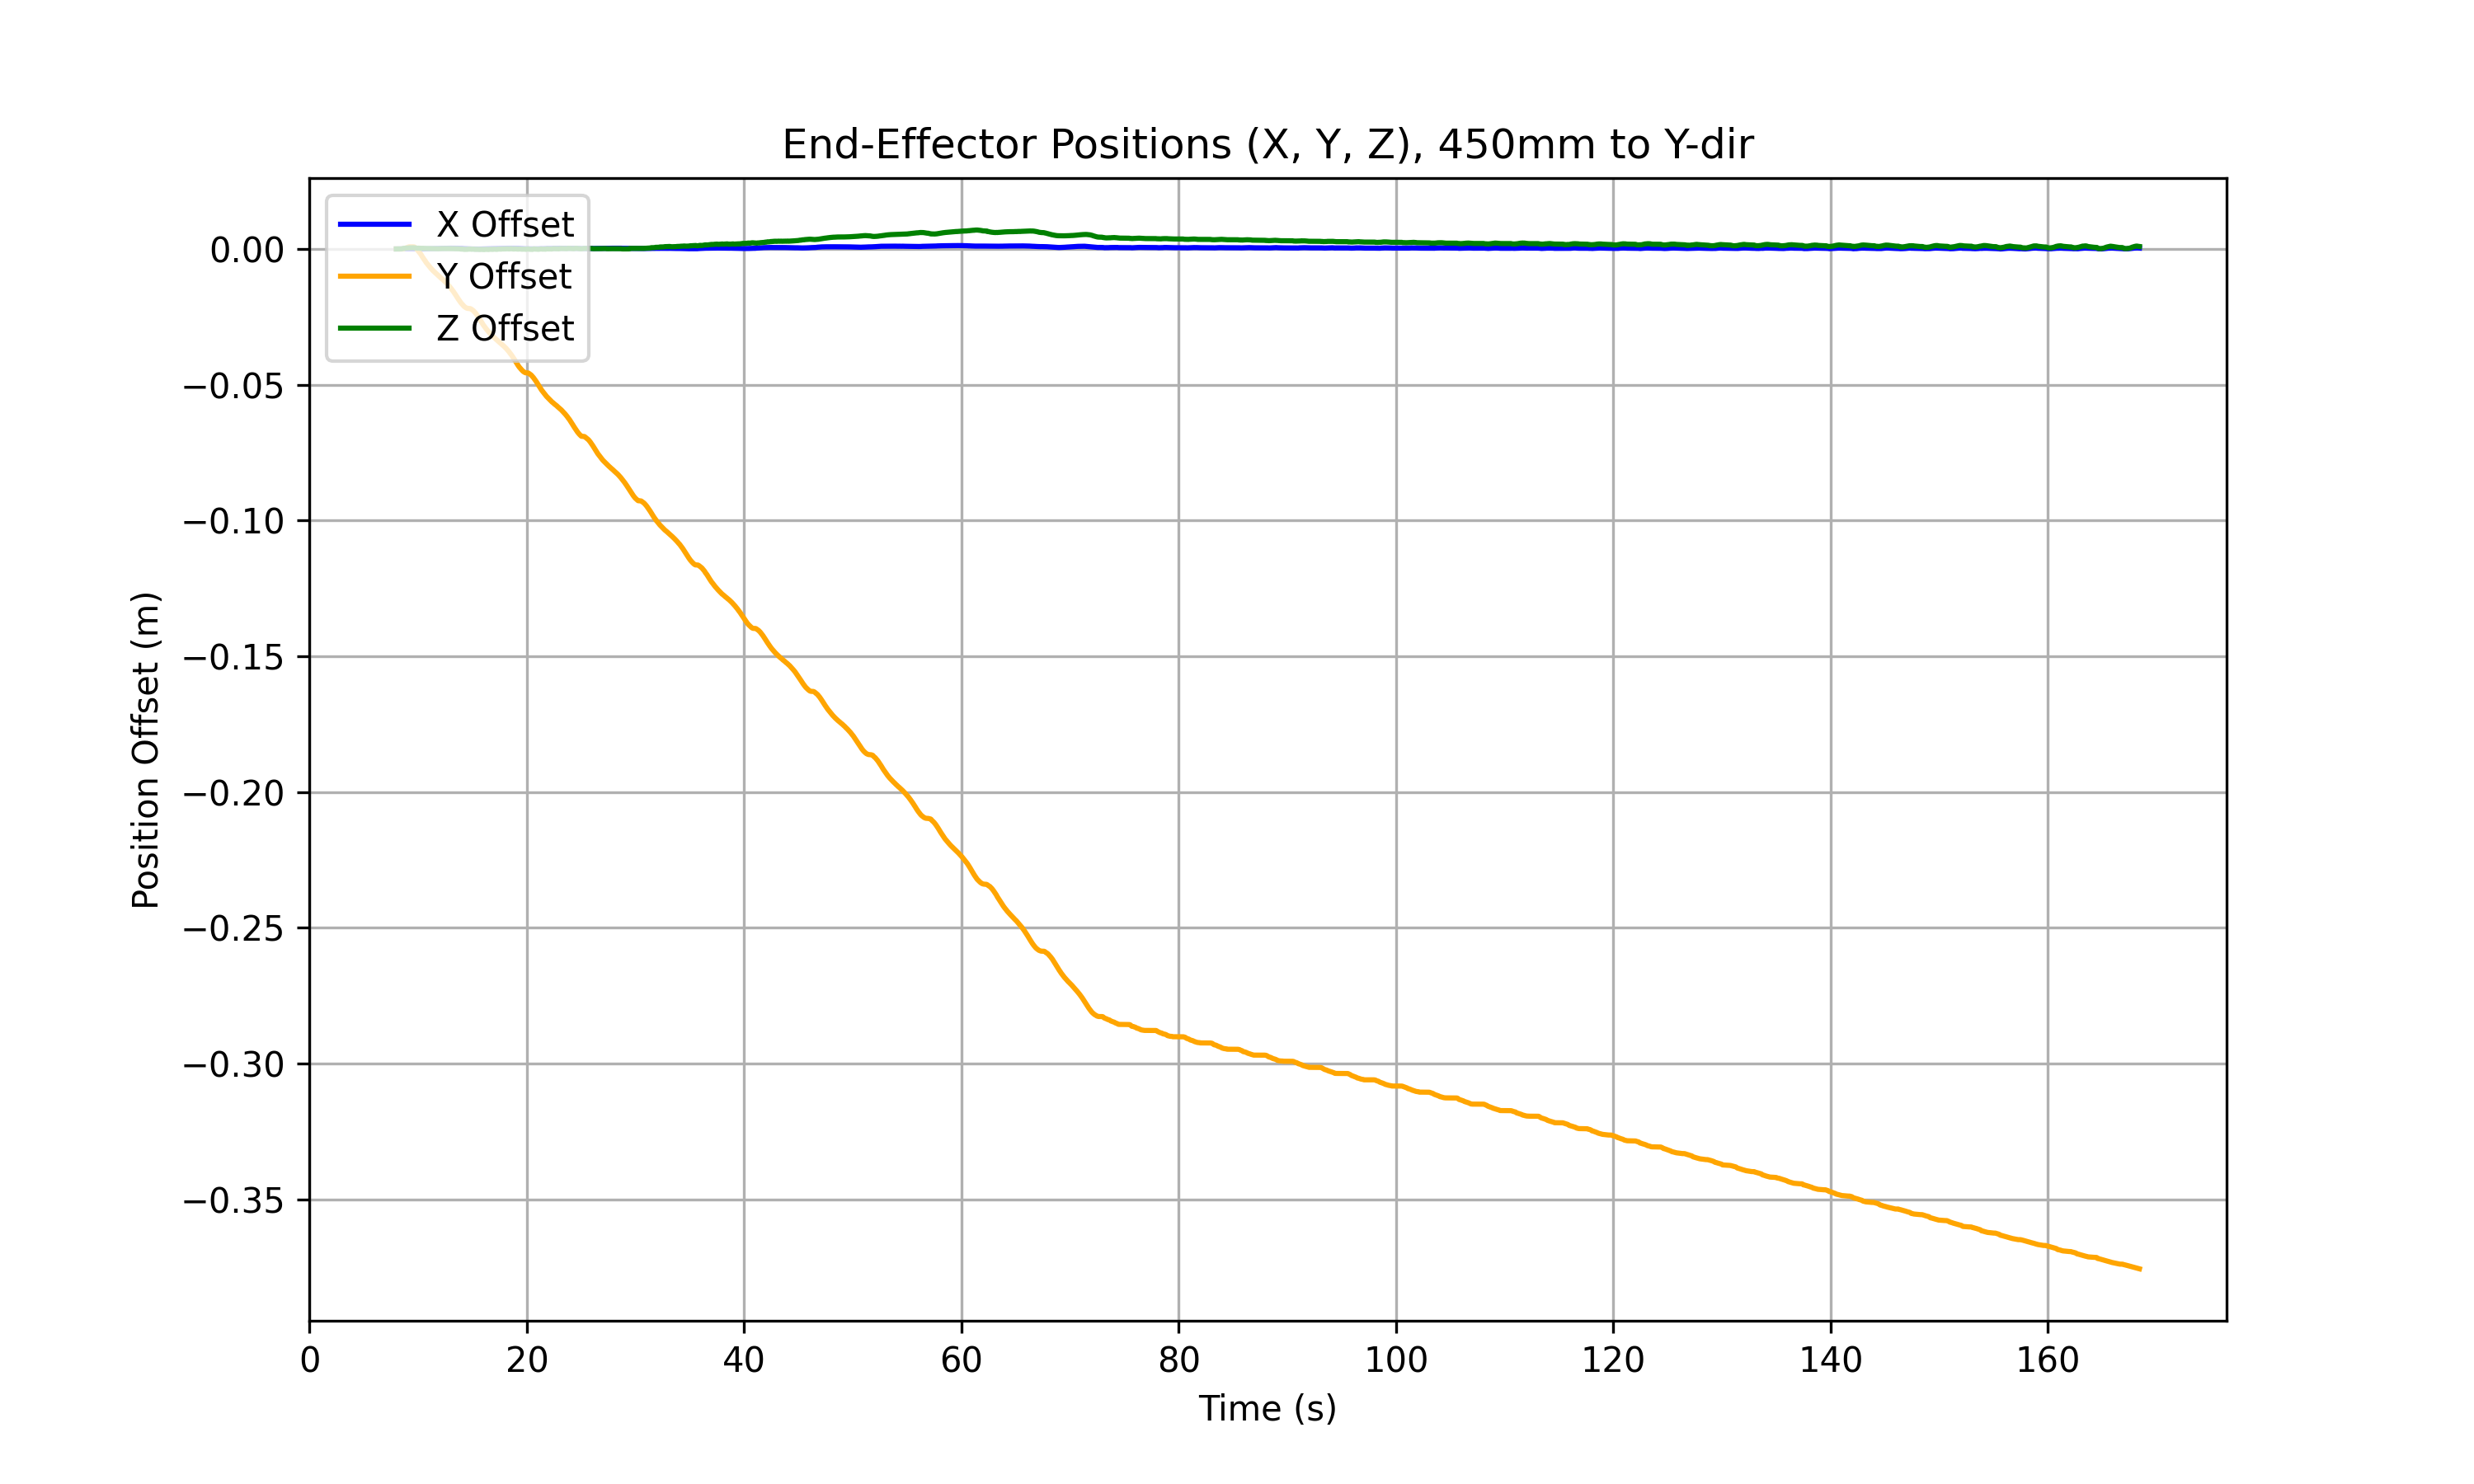 End-Effector Positions (X, Y, Z), 450mm to Y-dir
X Offset
Y Offset
Z Offset
0.00
−0.05
−0.10
−0.15
−0.20
−0.25
−0.30
−0.35
Position Offset (m)
0 20 40 60 80 100 120 140 160
Time (s)